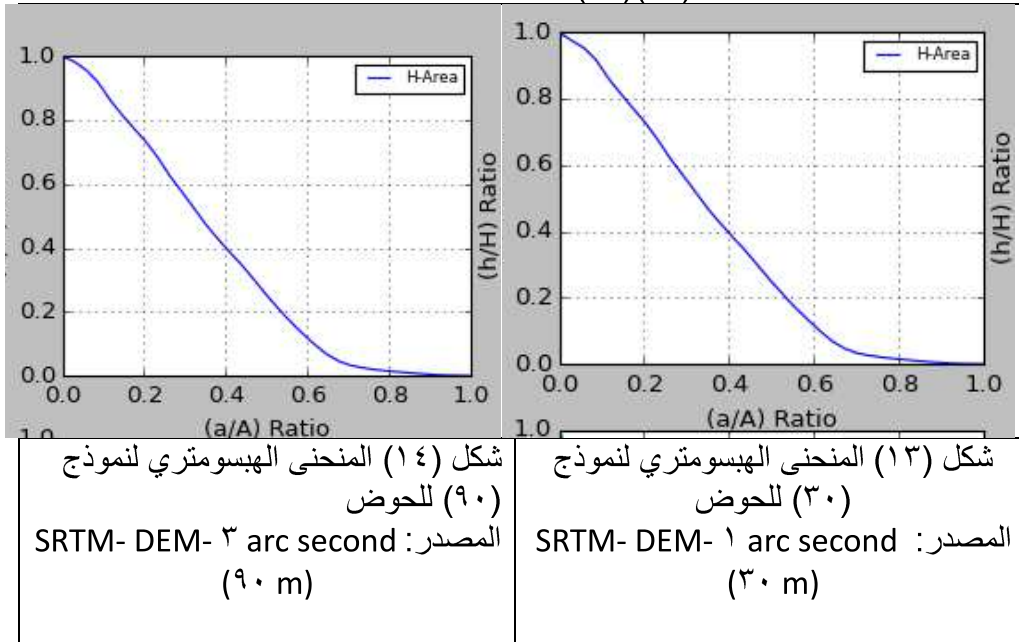 1.0
0.8
0.6
0.4
0.2
0.0
0.0 0.2 0.4 0.6 0.8 1.0
(a/A) Ratio
H-Area
(h/H) Ratio
1.0
0.8
0.6
0.4
0.2
0.0
0.0 0.2 0.4 0.6 0.8 1.0
(a/A) Ratio
1.0
H-Area
(h/H) Ratio
شكل (١٣) المنحنى الهبسومتري لنموذج
(٣٠) للحوض
المصدر: SRTM- DEM- ١ arc second
(٣٠ m)
شكل (١٤) المنحنى الهبسومتري لنموذج
(٩٠) للحوض
المصدر: SRTM- DEM- ٣ arc second
(٩٠ m)